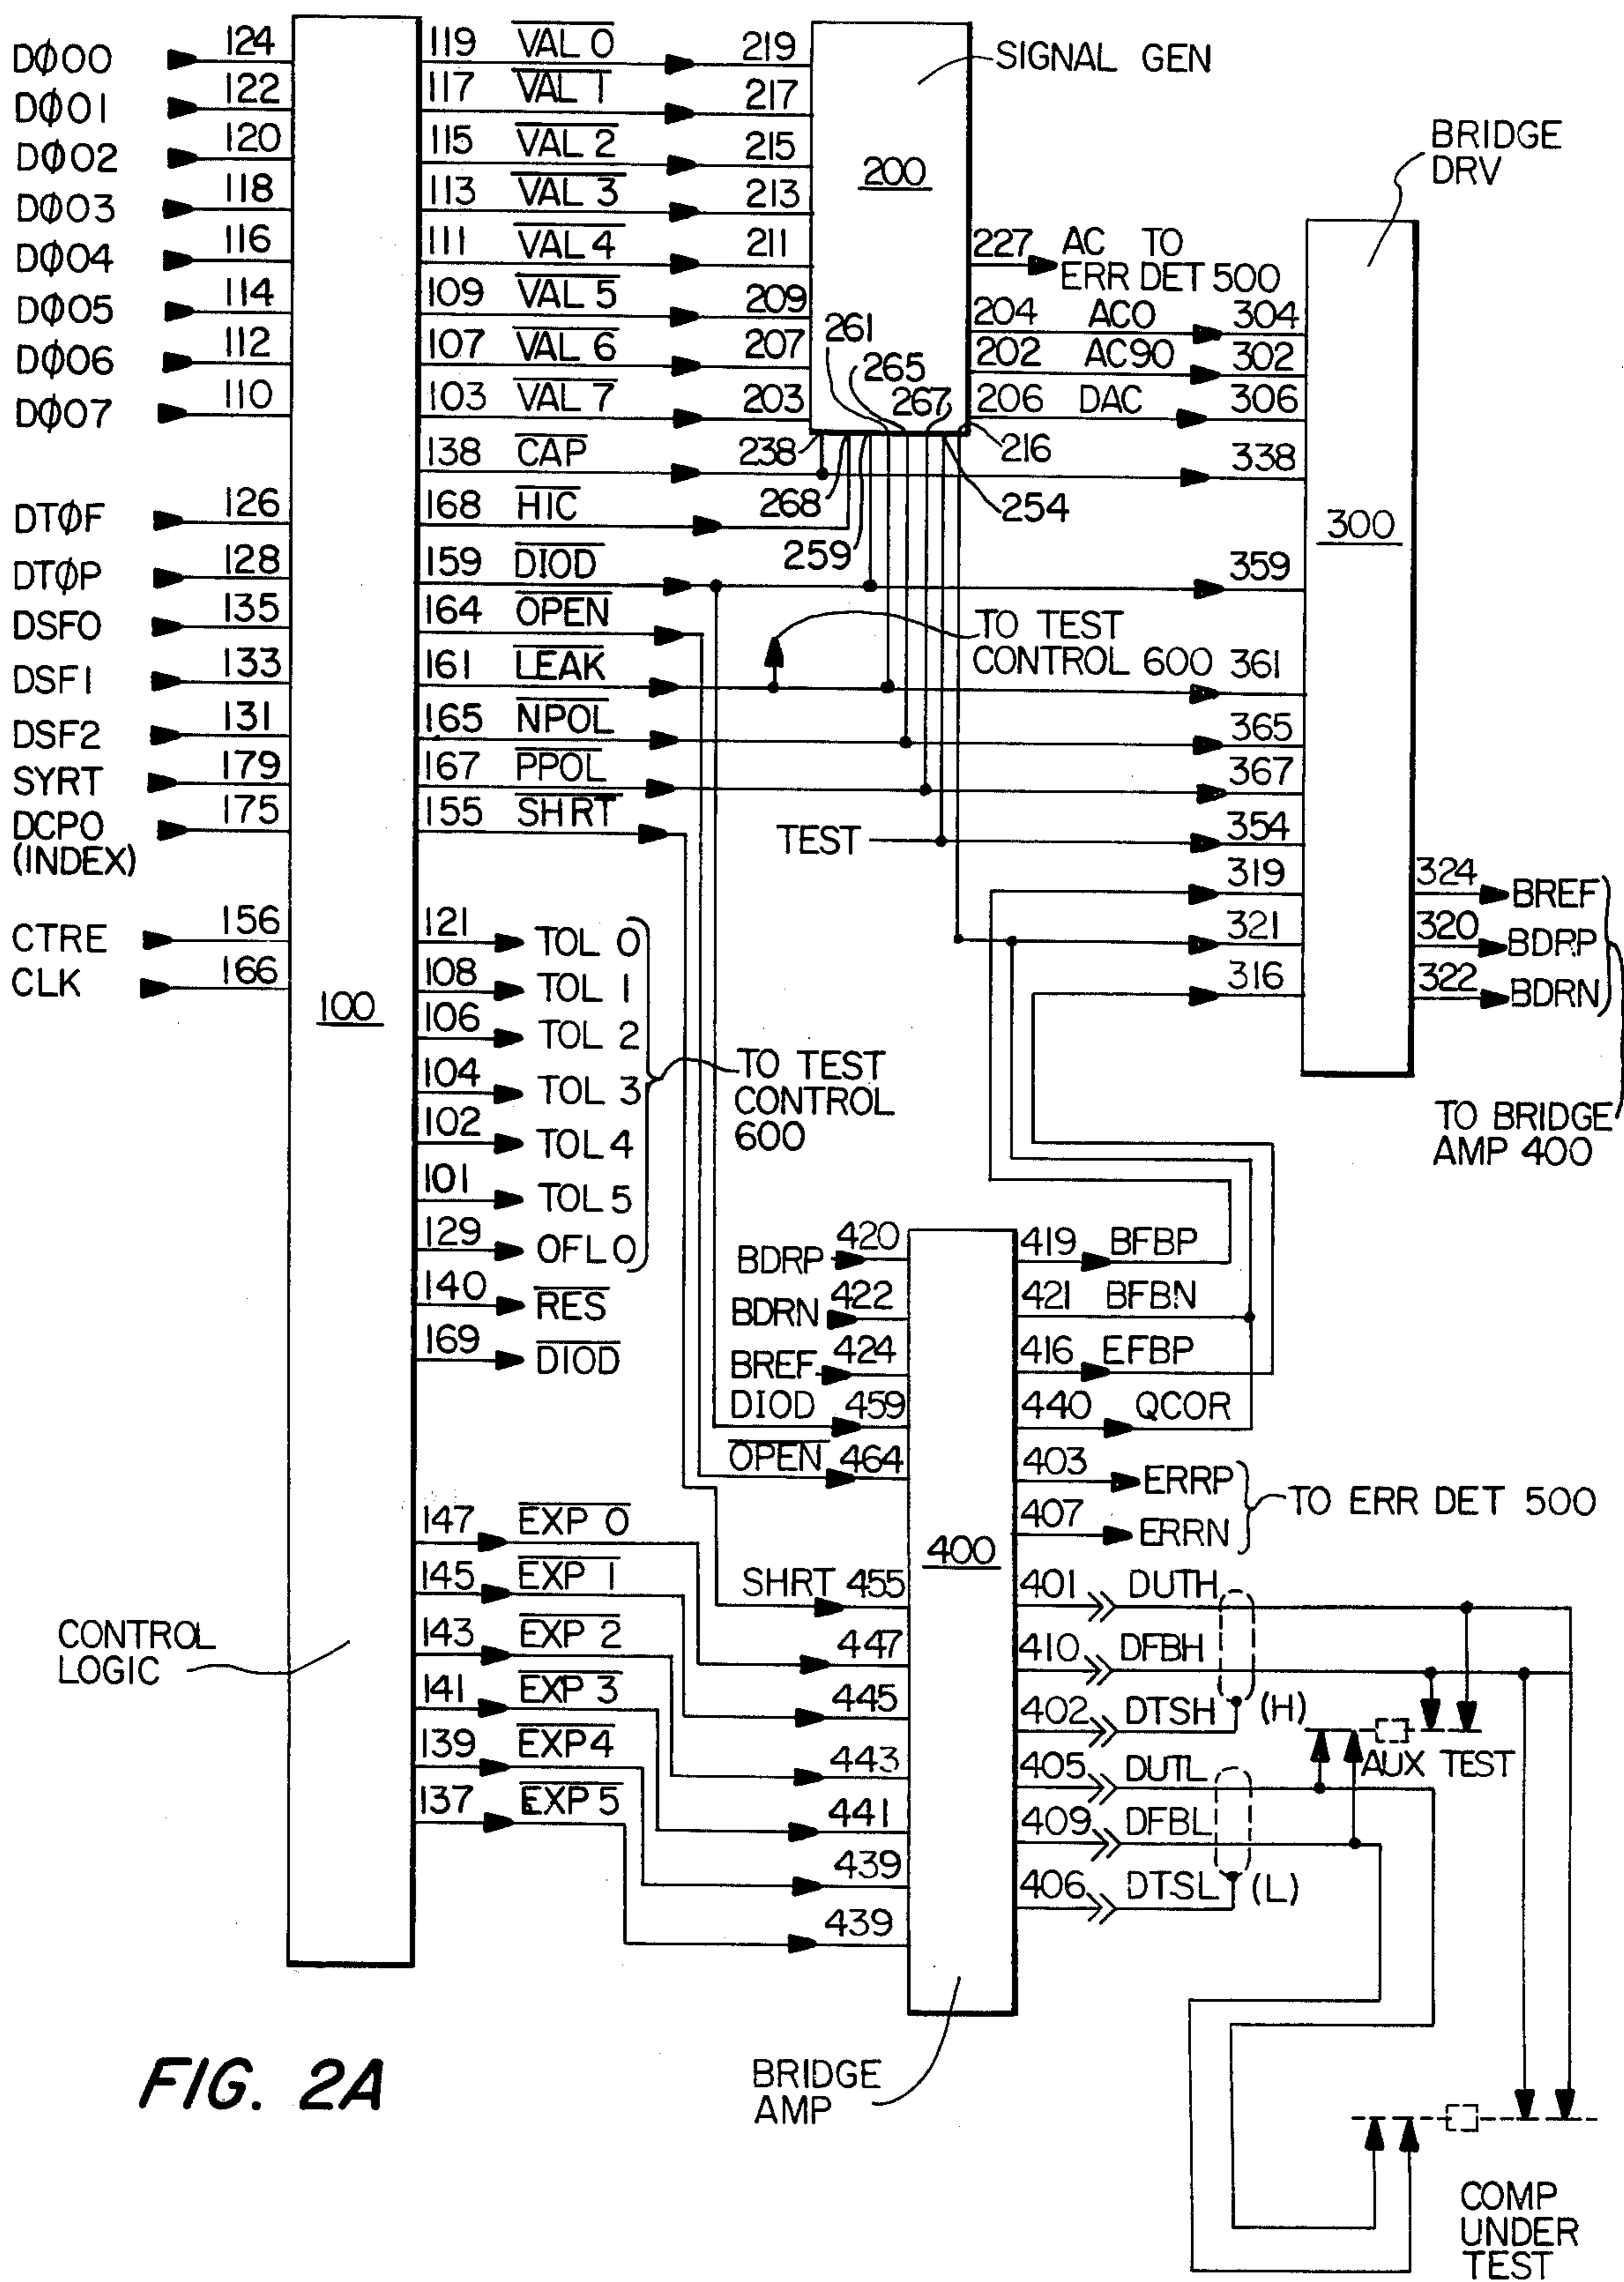 DØ00 124
DØ01 122
DØ02 120
DØ03 118
DØ04 116
DØ05 114
DØ06 112
DØ07 110
DTØF 126
DTØP 128
DSF0 135
DSF1 133
DSF2 131
SYRT 179
DCPO 175
(INDEX)
CTRE 156
CLK 166
100
CONTROL
LOGIC
119 VAL 0 219
117 VAL 1 217
115 VAL 2 215
113 VAL 3 213
111 VAL 4 211
109 VAL 5 209
107 VAL 6 207
103 VAL 7 203
138 CAP 238 338
168 HIC 268
159 DIOD 259 359
164 OPEN
161 LEAK 361
165 NPOL 365
167 PPOL 367
155 SHRT
TEST 354
319
321
316
261
265
267
216
254
TO TEST
CONTROL 600
SIGNAL GEN
200
227 AC TO
ERR DET 500
204 AC0 304
202 AC90 302
206 DAC 306
BRIDGE
DRV
300
324 BREF
320 BDRP
322 BDRN
TO BRIDGE
AMP 400
121 TOL 0
108 TOL 1
106 TOL 2
104 TOL 3
102 TOL 4
101 TOL 5
129 OFLO
140 RES
169 DIOD
TO TEST
CONTROL
600
147 EXP 0
145 EXP 1
143 EXP 2
141 EXP 3
139 EXP4
137 EXP 5
BDRP 420
BDRN 422
BREF 424
DIOD 459
OPEN 464
SHRT 455
447
445
443
441
439
439
400
BRIDGE
AMP
419 BFBP
421 BFBN
416 EFBP
440 QCOR
403 ERRP
407 ERRN
TO ERR DET 500
401 DUTH
410 DFBH
402 DTSH (H)
405 DUTL
409 DFBL
406 DTSL (L)
AUX TEST
COMP
UNDER
TEST
FIG. 2A